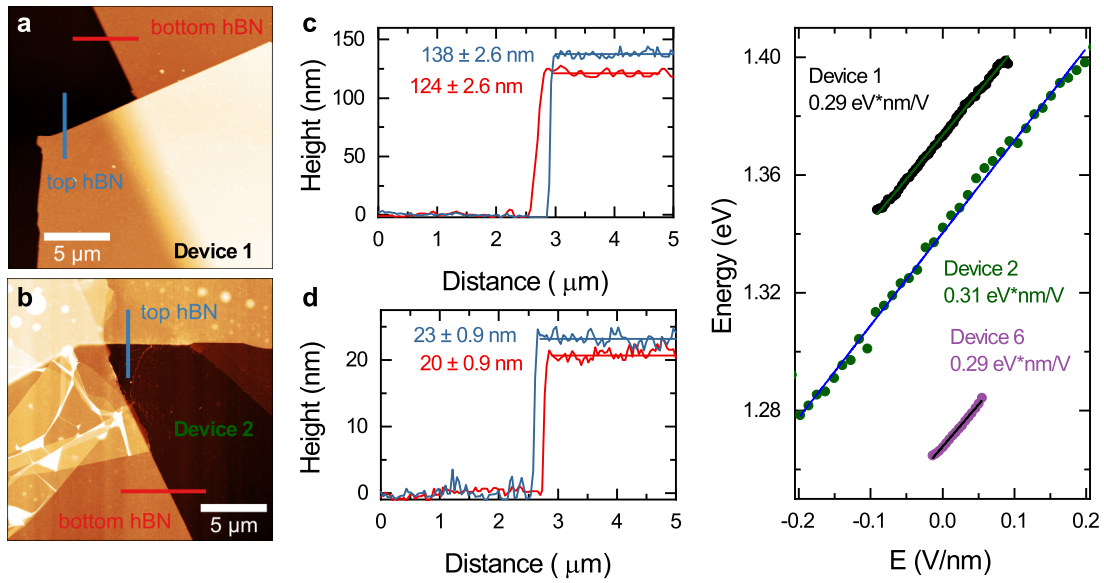 a
bottom hBN
top hBN
5 μm
Device 1
b
top hBN
Device 2
bottom hBN
5 μm
c
138 ± 2.6 nm
124 ± 2.6 nm
Height (nm)
150
100
50
0
0 1 2 3 4 5
Distance ( μm)
d
23 ± 0.9 nm
20 ± 0.9 nm
Height (nm)
20
10
0
0 1 2 3 4 5
Distance ( μm)
Energy (eV)
1.40
1.36
1.32
1.28
Device 1
0.29 eV*nm/V
Device 2
0.31 eV*nm/V
Device 6
0.29 eV*nm/V
-0.2 -0.1 0.0 0.1 0.2
E (V/nm)